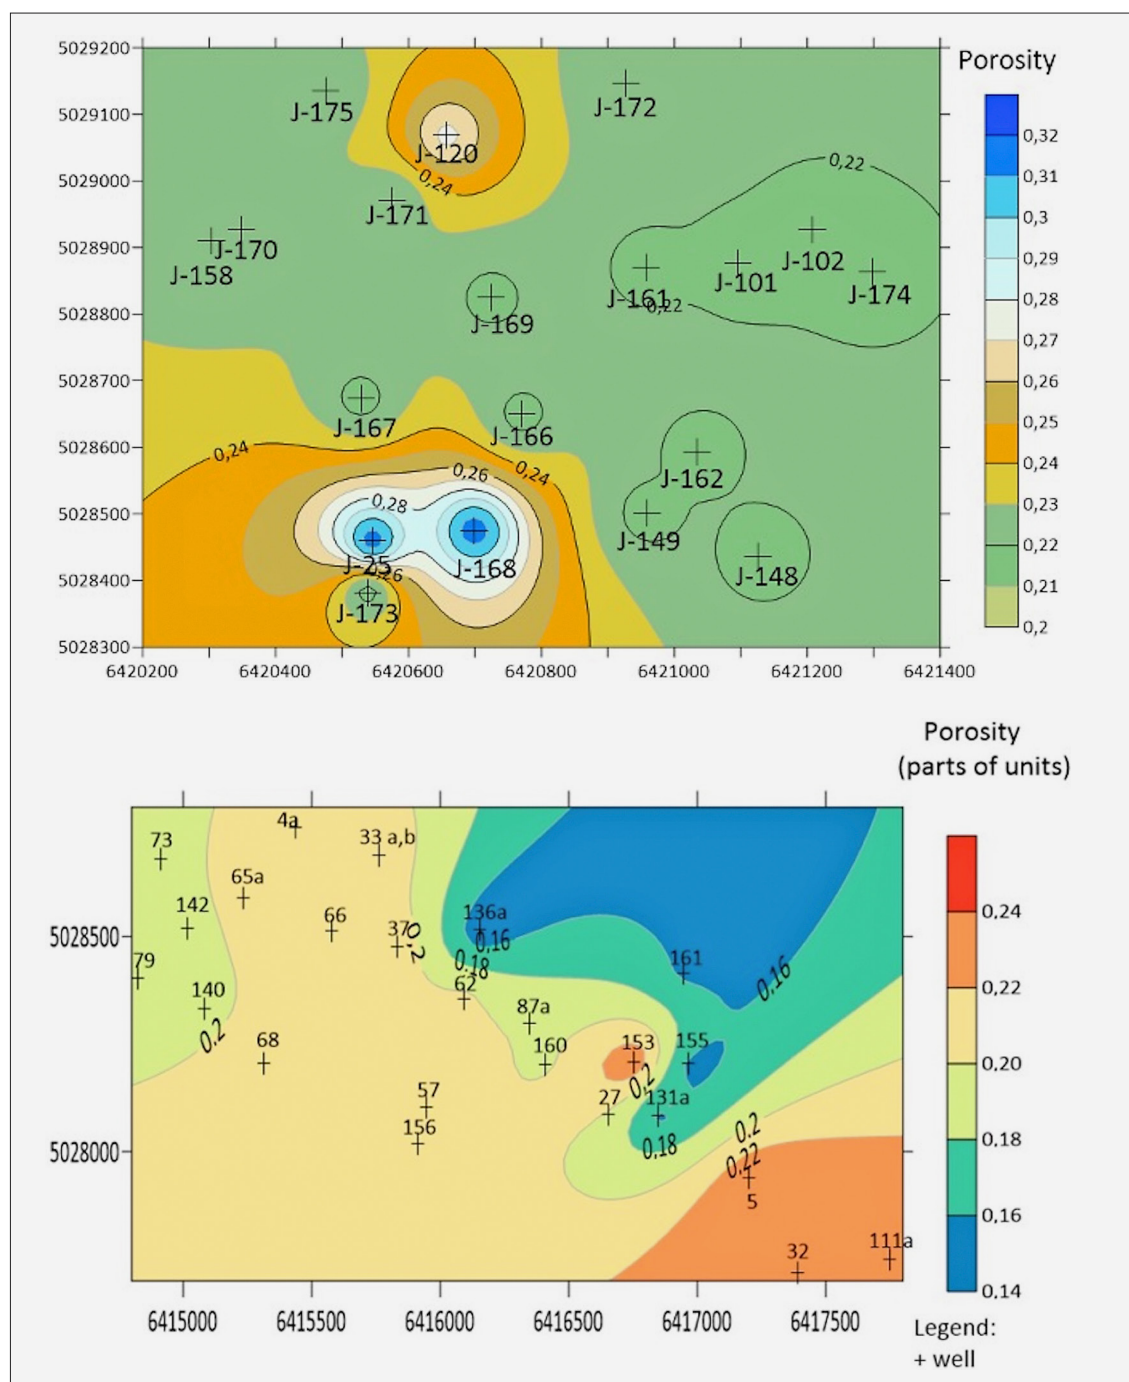 Porosity
5029200
5029100
5029000
5028900
5028800
5028700
5028600
5028500
5028400
5028300
J-175
J-172
J-120
0,24
0,22
J-171
J-170
J-158
J-102
J-101
J-161
J-174
0,22
J-169
J-167
J-166
0,24
0,26
0,24
J-162
0,28
J-149
J-25
J-168
0,26
J-148
J-173
0,32
0,31
0,3
0,29
0,28
0,27
0,26
0,25
0,24
0,23
0,22
0,21
0,2
6420200
6420400
6420600
6420800
6421000
6421200
6421400
Porosity
(parts of units)
4a
73
33 a,b
65a
142
66
37
136a
5028500
0,2
0.16
0.18
79
161
0.16
62
140
87a
0.2
68
160
153
155
0,2
57
27
131a
156
5028000
0.18
0.2
0.22
5
32
111a
0,24
0,22
0,20
0,18
0,16
0,14
6415000
6415500
6416000
6416500
6417000
6417500
Legend:
+ well